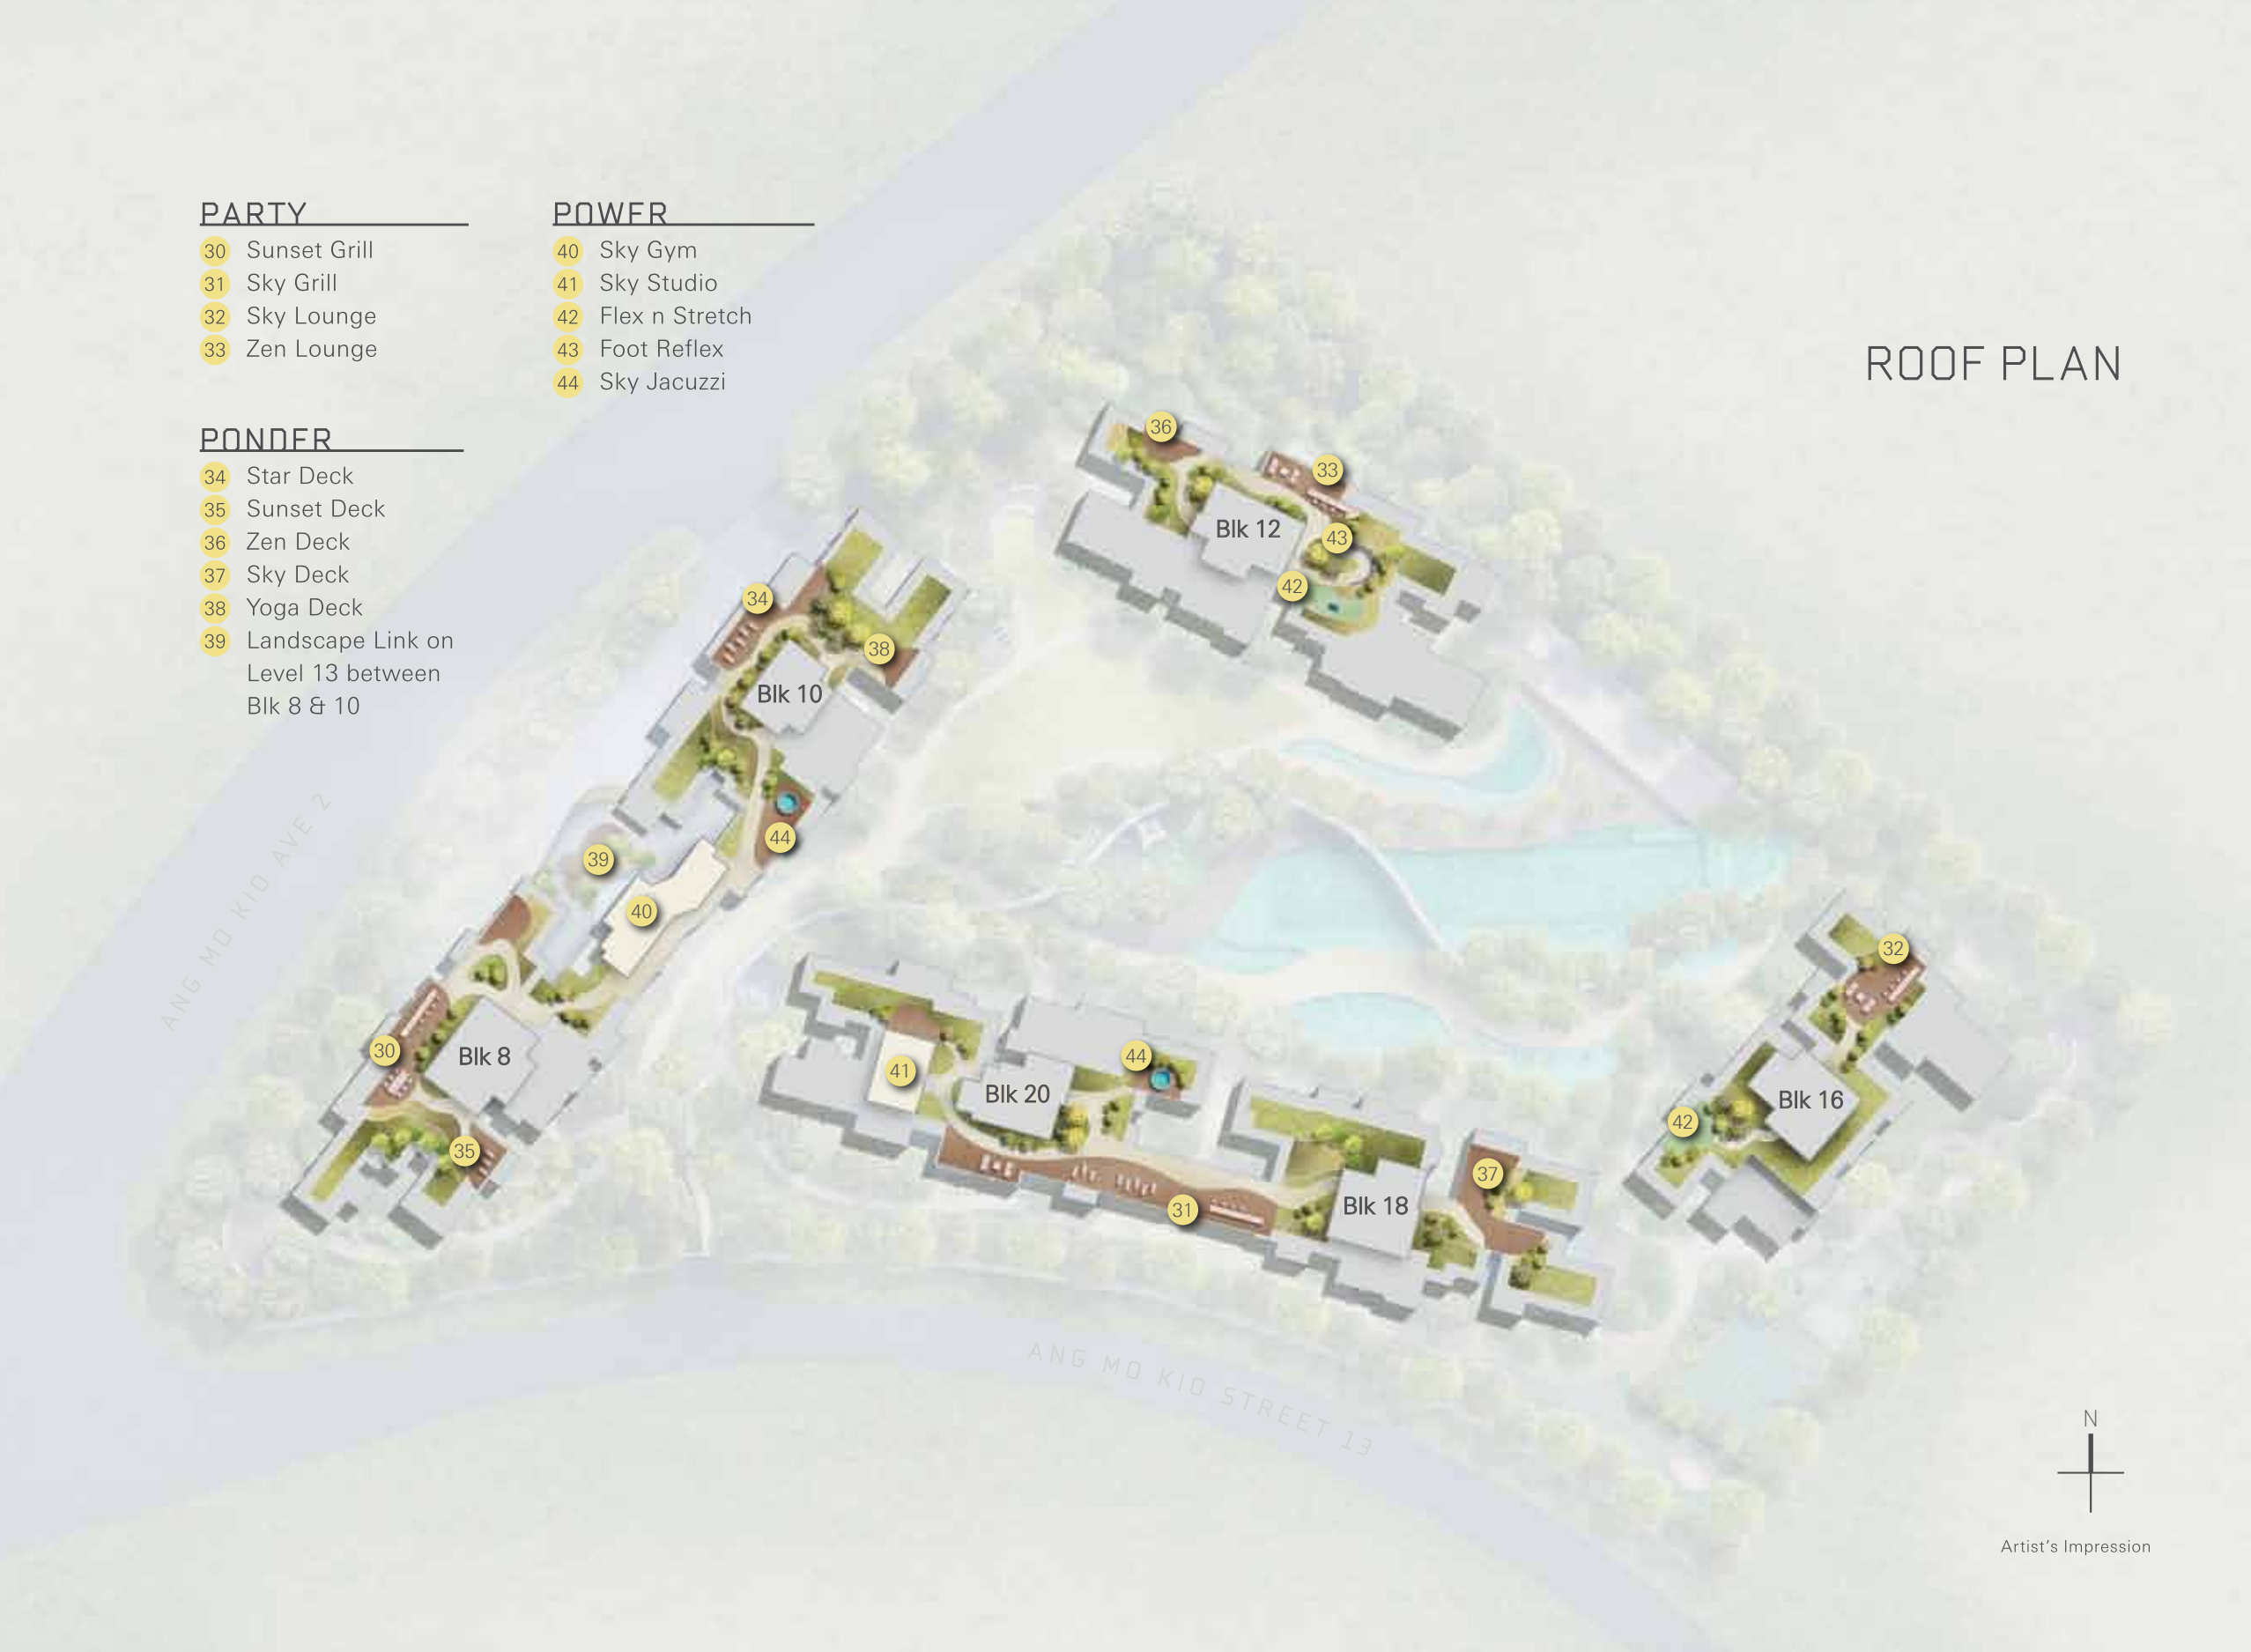 PARTY
30 Sunset Grill
31 Sky Grill
32 Sky Lounge
33 Zen Lounge
POWER
40 Sky Gym
41 Sky Studio
42 Flex n Stretch
43 Foot Reflex
44 Sky Jacuzzi
PONDER
34 Star Deck
35 Sunset Deck
36 Zen Deck
37 Sky Deck
38 Yoga Deck
39 Landscape Link on
Level 13 between
Blk 8 & 10
ROOF PLAN
36
33
Blk 12
43
42
34
38
Blk 10
44
39
40
30
Blk 8
35
41
44
Blk 20
31
Blk 18
37
32
Blk 16
42
ANG MO KIO AVE 2
ANG MO KIO STREET 13
N
Artist's Impression